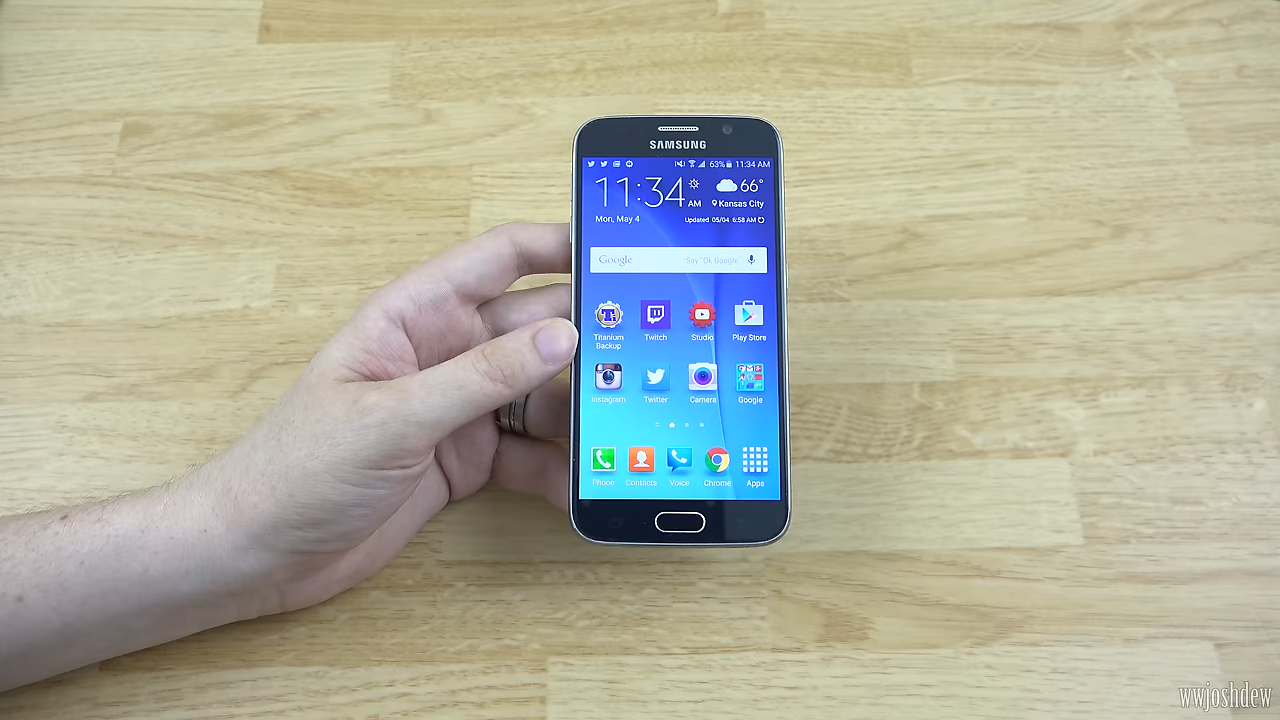 SAMSUNG
63% 11:34 AM
11:34 AM
66°
Kansas City
Mon, May 4
Updated 05/04 6:58 AM
Google
Say "Ok Google"
Titanium Backup
Twitch
Studio
Play Store
Instagram
Twitter
Camera
Google
Phone
Contacts
Voice
Chrome
Apps
wwjoshdew